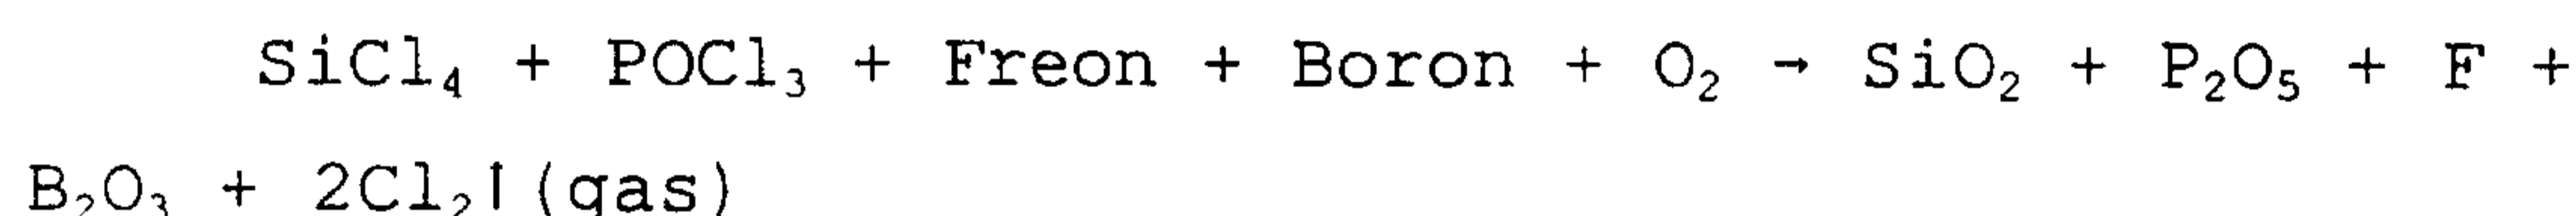 SiCl₄ + POCl₃ + Freon + Boron + O₂ → SiO₂ + P₂O₅ + F +
B₂O₃ + 2Cl₂↑(gas)